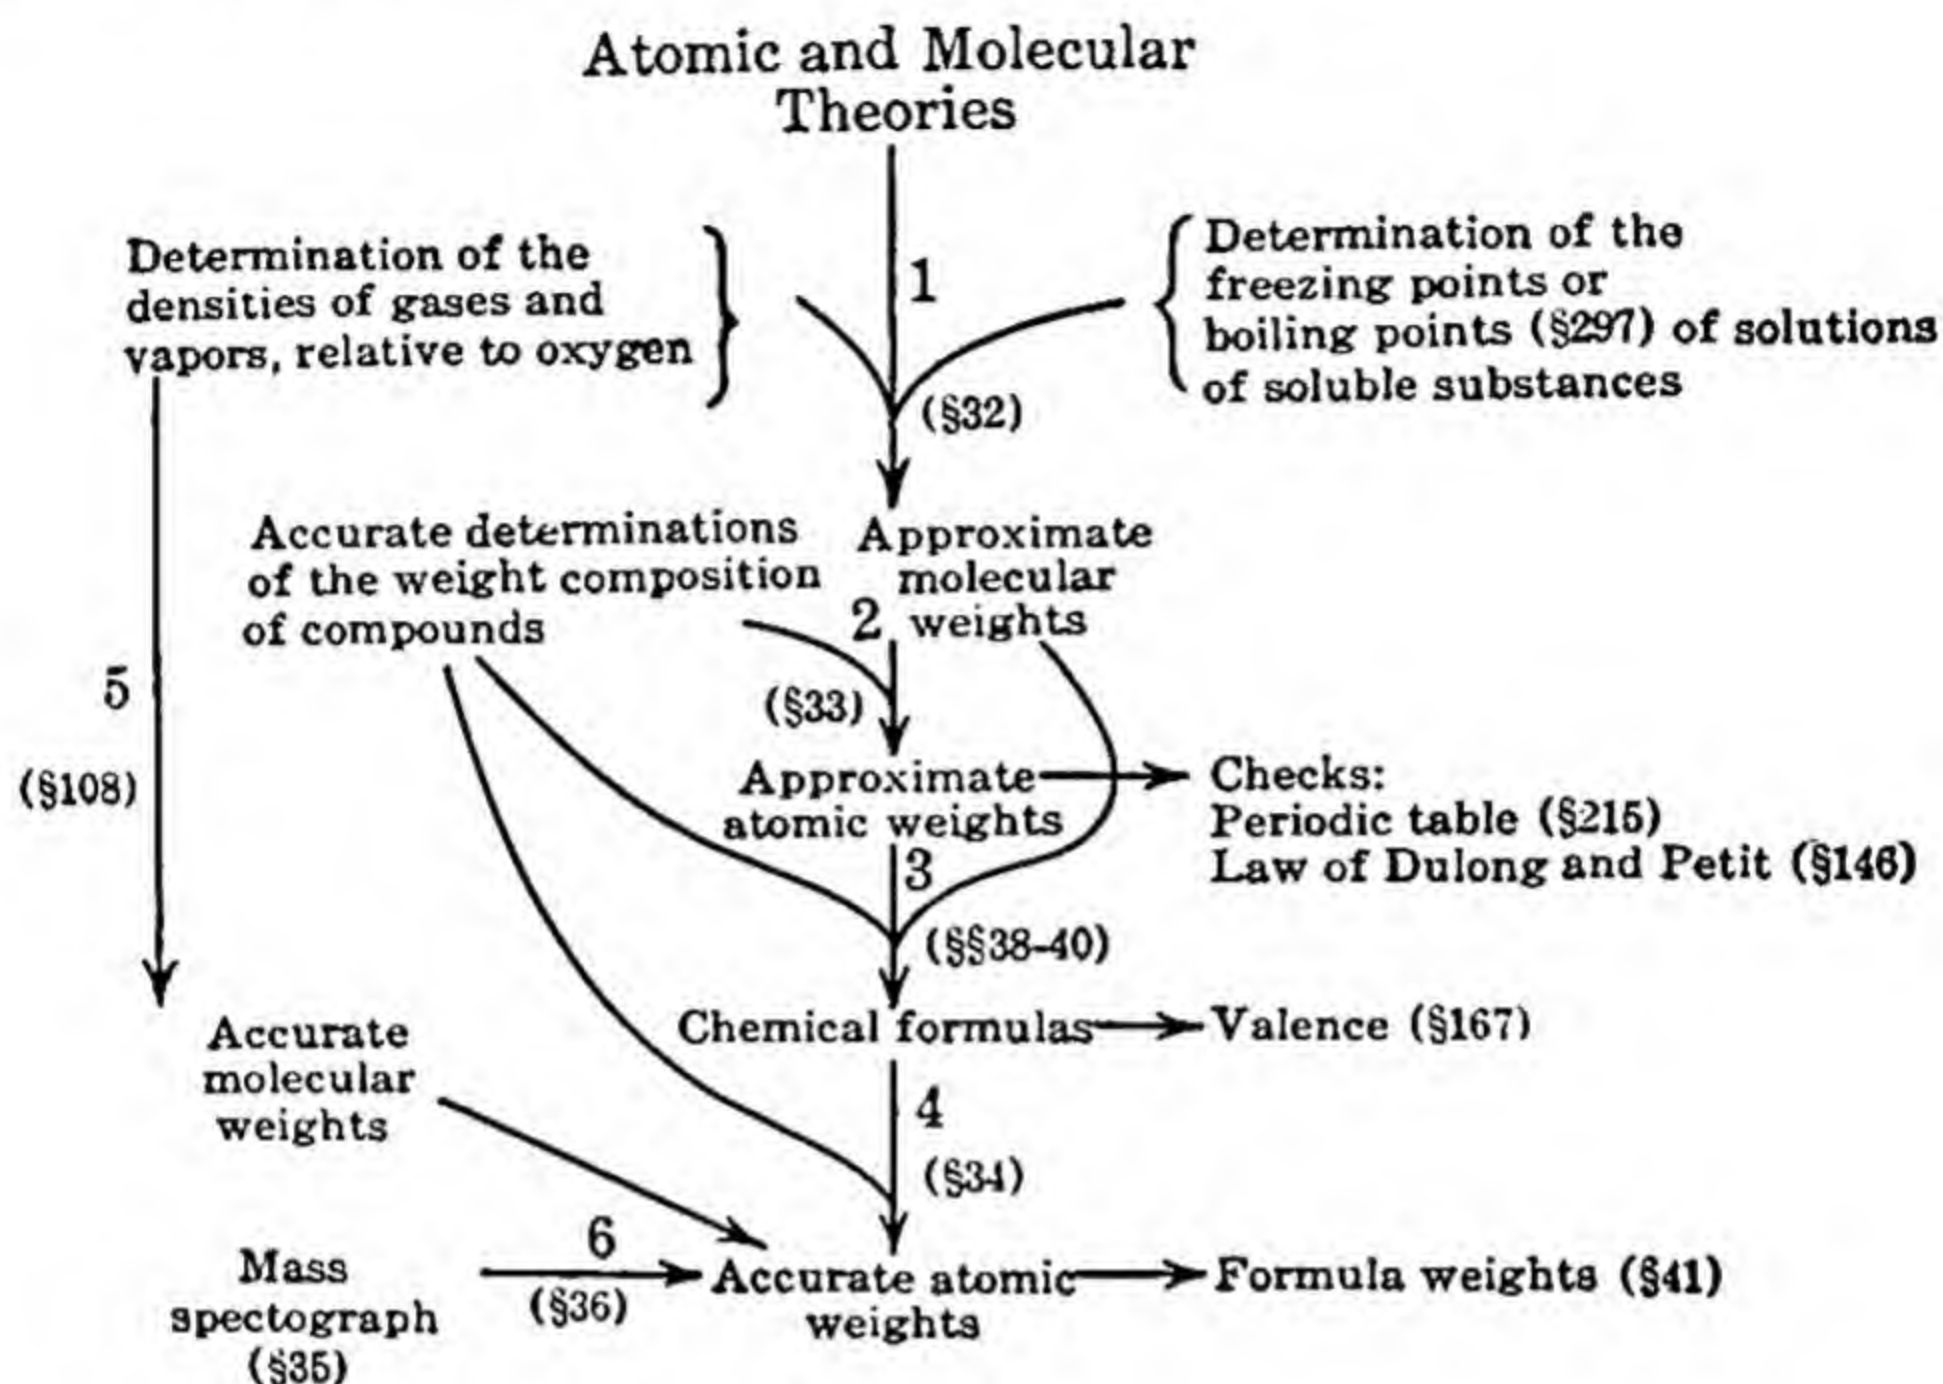 Atomic and Molecular
Theories
Determination of the
densities of gases and
vapors, relative to oxygen
1
Determination of the
freezing points or
boiling points (§297) of solutions
of soluble substances
(§32)
Accurate determinations
of the weight composition
of compounds
Approximate
molecular
weights
2
(§33)
5
(§108)
Approximate
atomic weights
Checks:
Periodic table (§215)
Law of Dulong and Petit (§146)
3
(§§38-40)
Chemical formulas
Valence (§167)
Accurate
molecular
weights
4
(§34)
6
(§36)
Mass
spectograph
(§35)
Accurate atomic
weights
Formula weights (§41)